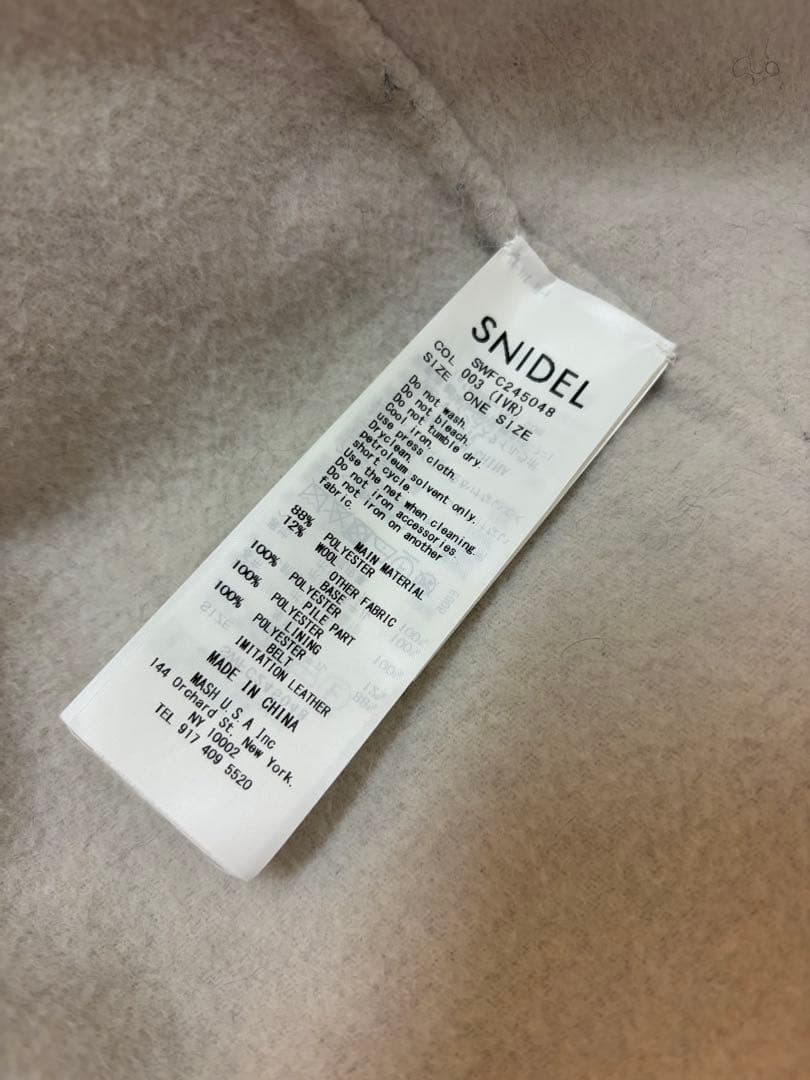 SNIDEL
SWFC245048
COL 003 (IVR)
SIZE ONE SIZE
Do not wash.
Do not bleach.
Do not tumble dry.
Cool iron.
use press cloth.
Dryclean.
petroleum solvent only.
short cycle.
Use the net when cleaning.
Do not iron accessories.
Do not iron on another
fabric.
MAIN MATERIAL
88% POLYESTER
12% WOOL
OTHER FABRIC
BASE
100% POLYESTER
PILE PART
100% POLYESTER
LINING
100% POLYESTER
BELT
IMITATION LEATHER
MADE IN CHINA
MASH U.S.A Inc
144 Orchard St. New York.
NY 10002
TEL 917 409 5520